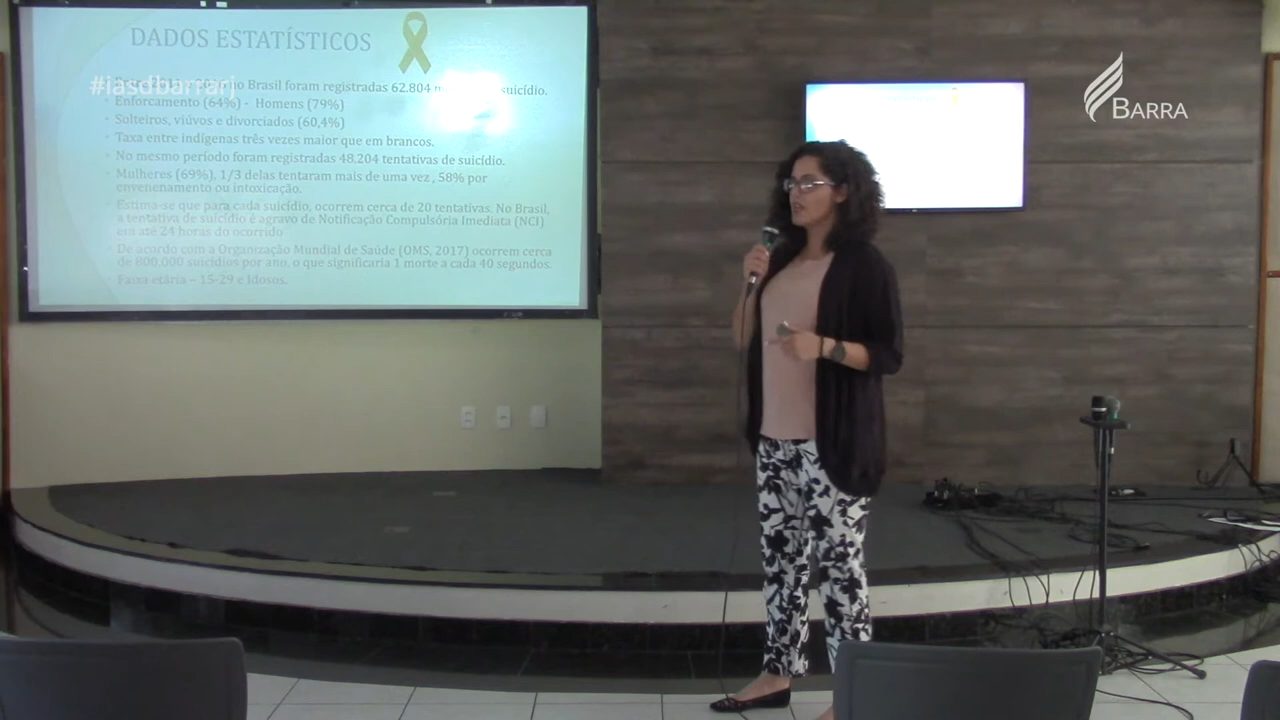 DADOS ESTATÍSTICOS
#iasdbarrarj
no Brasil foram registradas 62.804 suicídio.
Enforcamento (64%) - Homens (79%)
Solteiros, viúvos e divorciados (60,4%)
Taxa entre indígenas três vezes maior que em brancos.
No mesmo período foram registradas 48.204 tentativas de suicídio.
Mulheres (69%). 1/3 delas tentaram mais de uma vez , 58% por
envenenamento ou intoxicação.
Estima-se que para cada suicídio, ocorrem cerca de 20 tentativas. No Brasil,
a tentativa de suicídio é agravo de Notificação Compulsória Imediata (NCI)
em até 24 horas do ocorrido
De acordo com a Organização Mundial de Saúde (OMS, 2017) ocorrem cerca
de 800.000 suicídios por ano, o que significaria 1 morte a cada 40 segundos.
Faixa etária – 15-29 e Idosos.
BARRA